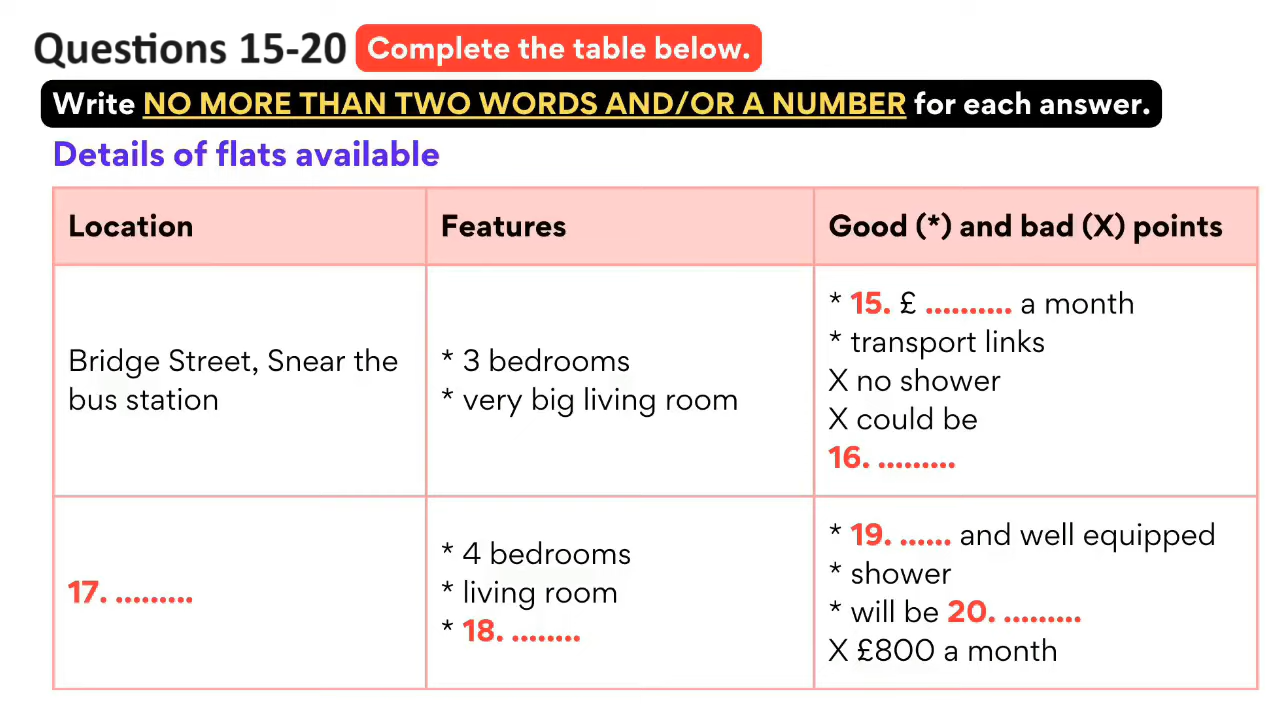 Questions 15-20 Complete the table below.
Write NO MORE THAN TWO WORDS AND/OR A NUMBER for each answer.
Details of flats available
Location Features Good (*) and bad (X) points
Bridge Street, Snear the
bus station
* 3 bedrooms
* very big living room
* 15. £ .......... a month
* transport links
X no shower
X could be
16. .........
17. .........
* 4 bedrooms
* living room
* 18. ........
* 19. ...... and well equipped
* shower
* will be 20. .........
X £800 a month